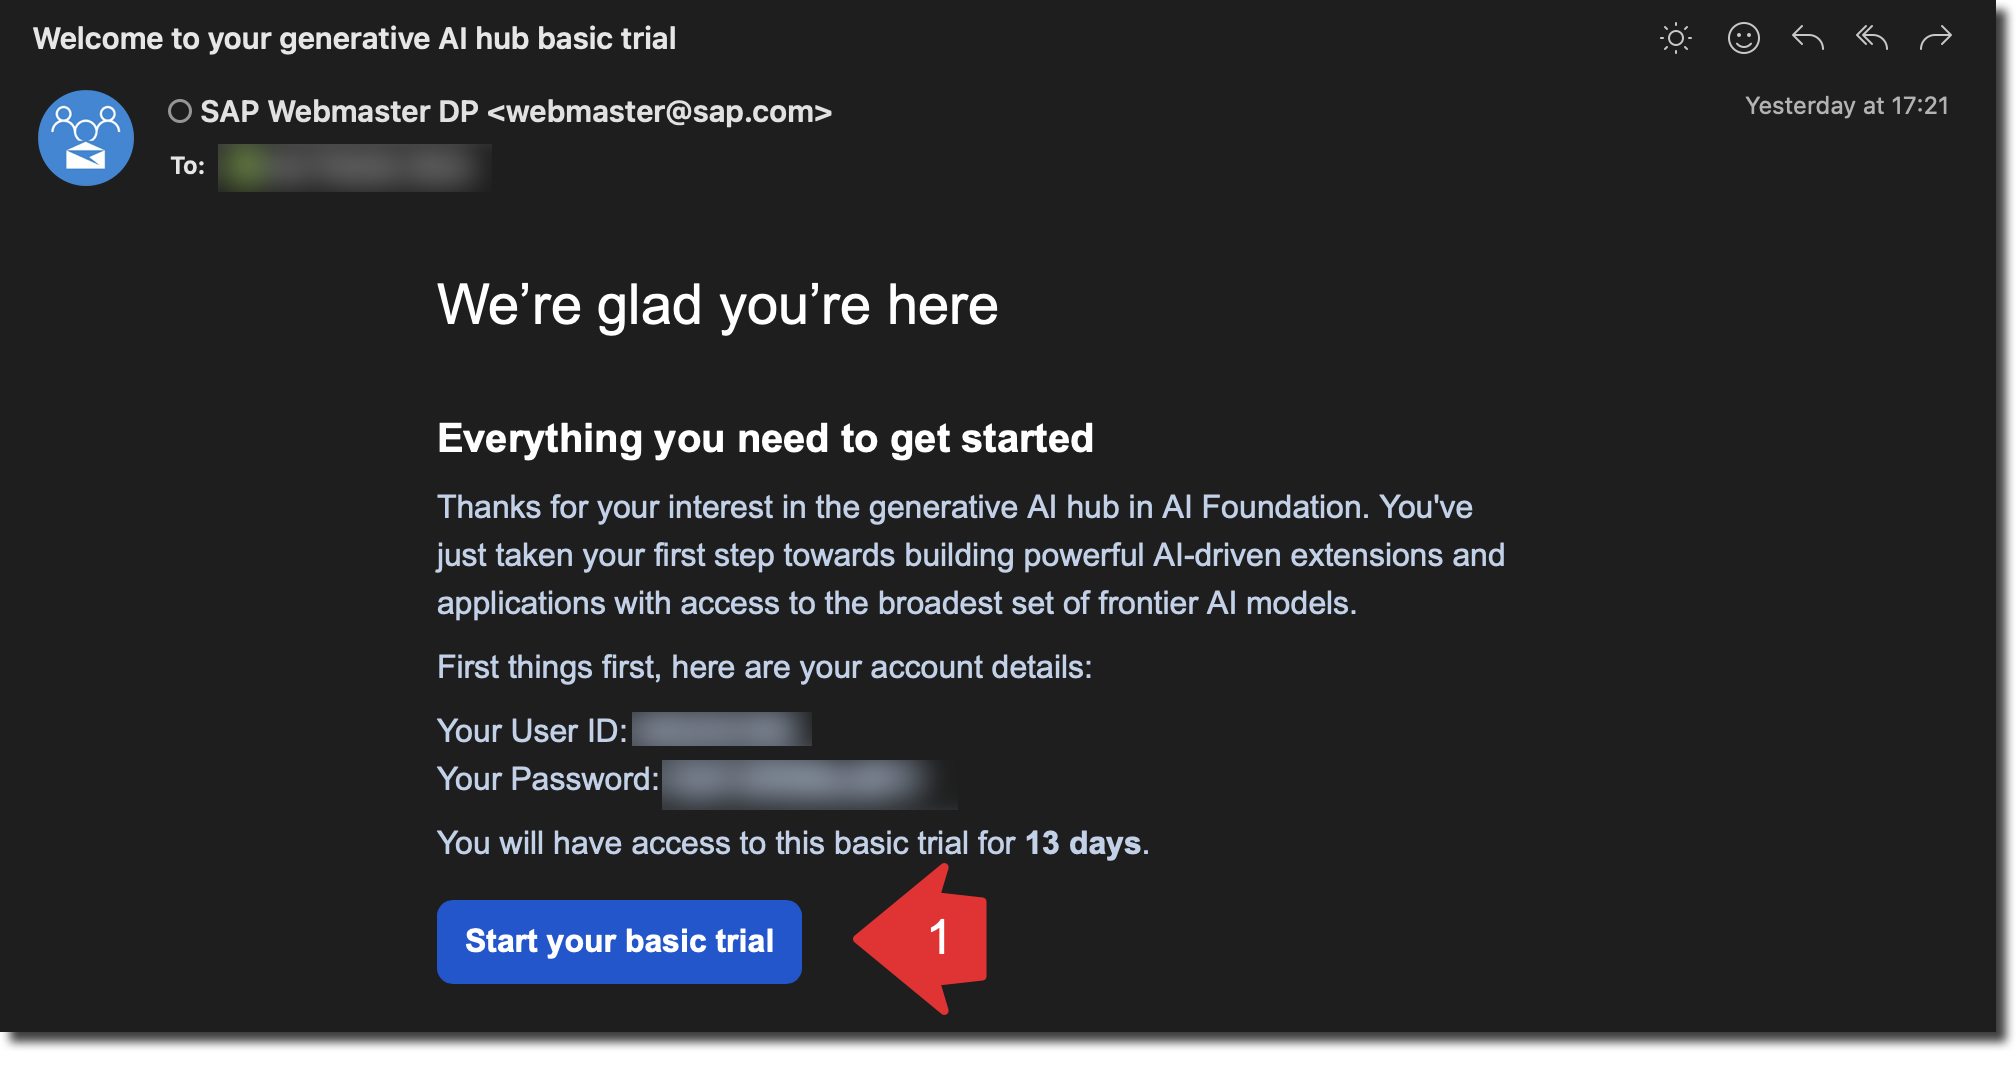 Welcome to your generative AI hub basic trial
SAP Webmaster DP <webmaster@sap.com>
Yesterday at 17:21
To:
We’re glad you’re here
Everything you need to get started
Thanks for your interest in the generative AI hub in AI Foundation. You've
just taken your first step towards building powerful AI-driven extensions and
applications with access to the broadest set of frontier AI models.
First things first, here are your account details:
Your User ID:
Your Password:
You will have access to this basic trial for 13 days.
Start your basic trial
1